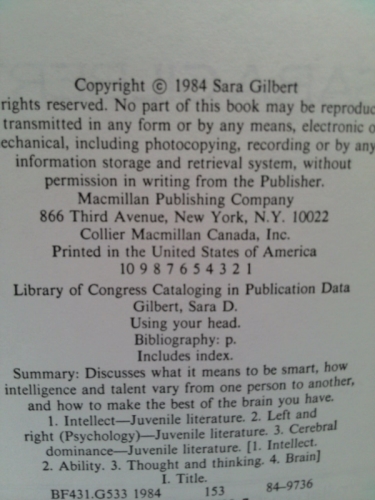 Copyright © 1984 Sara Gilbert
rights reserved. No part of this book may be reproduc
transmitted in any form or by any means, electronic o
echanical, including photocopying, recording or by any
information storage and retrieval system, without
permission in writing from the Publisher.
Macmillan Publishing Company
866 Third Avenue, New York, N.Y. 10022
Collier Macmillan Canada, Inc.
Printed in the United States of America
10 9 8 7 6 5 4 3 2 1
Library of Congress Cataloging in Publication Data
Gilbert, Sara D.
Using your head.
Bibliography: p.
Includes index.
Summary: Discusses what it means to be smart, how
intelligence and talent vary from one person to another,
and how to make the best of the brain you have.
1. Intellect—Juvenile literature. 2. Left and
right (Psychology)—Juvenile literature. 3. Cerebral
dominance—Juvenile literature. [1. Intellect.
2. Ability. 3. Thought and thinking. 4. Brain]
I. Title.
BF431.G533 1984 153 84-9736